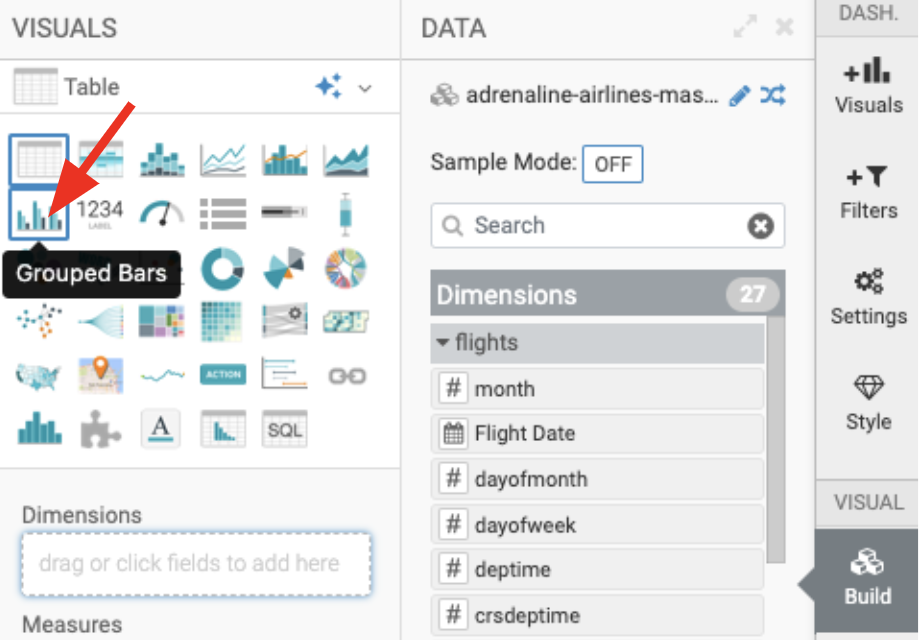 VISUALS
Table
1234
LABEL
Grouped Bars
ACTION
A
SQL
Dimensions
drag or click fields to add here
Measures
DATA
adrenaline-airlines-mas...
Sample Mode: OFF
Search
Dimensions 27
flights
# month
Flight Date
# dayofmonth
# dayofweek
# deptime
# crsdeptime
DASH.
Visuals
Filters
Settings
Style
VISUAL
Build